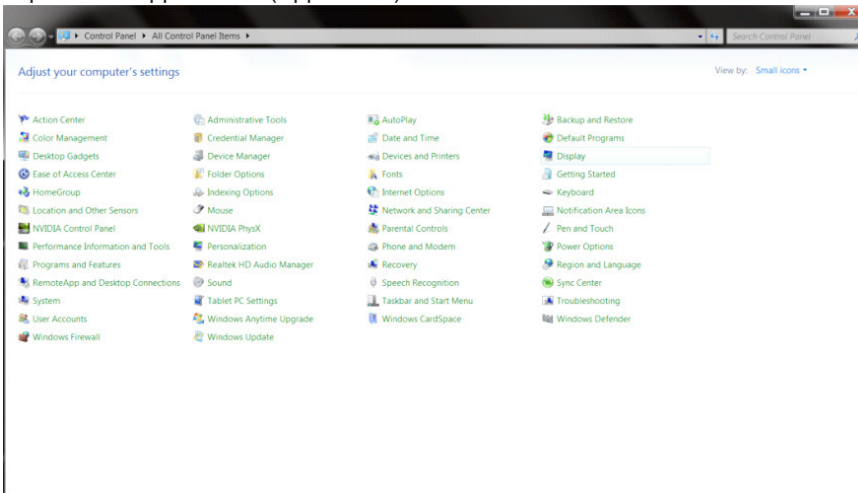 Control Panel All Control Panel Items Search Control Panel
Adjust your computer's settings View by: Small icons
Action Center Administrative Tools AutoPlay Backup and Restore
Color Management Credential Manager Date and Time Default Programs
Desktop Gadgets Device Manager Devices and Printers Display
Ease of Access Center Folder Options Fonts Getting Started
HomeGroup Indexing Options Internet Options Keyboard
Location and Other Sensors Mouse Network and Sharing Center Notification Area Icons
NVIDIA Control Panel NVIDIA PhysX Parental Controls Pen and Touch
Performance Information and Tools Personalization Phone and Modem Power Options
Programs and Features Realtek HD Audio Manager Recovery Region and Language
RemoteApp and Desktop Connections Sound Speech Recognition Sync Center
System Tablet PC Settings Taskbar and Start Menu Troubleshooting
User Accounts Windows Anytime Upgrade Windows CardSpace Windows Defender
Windows Firewall Windows Update